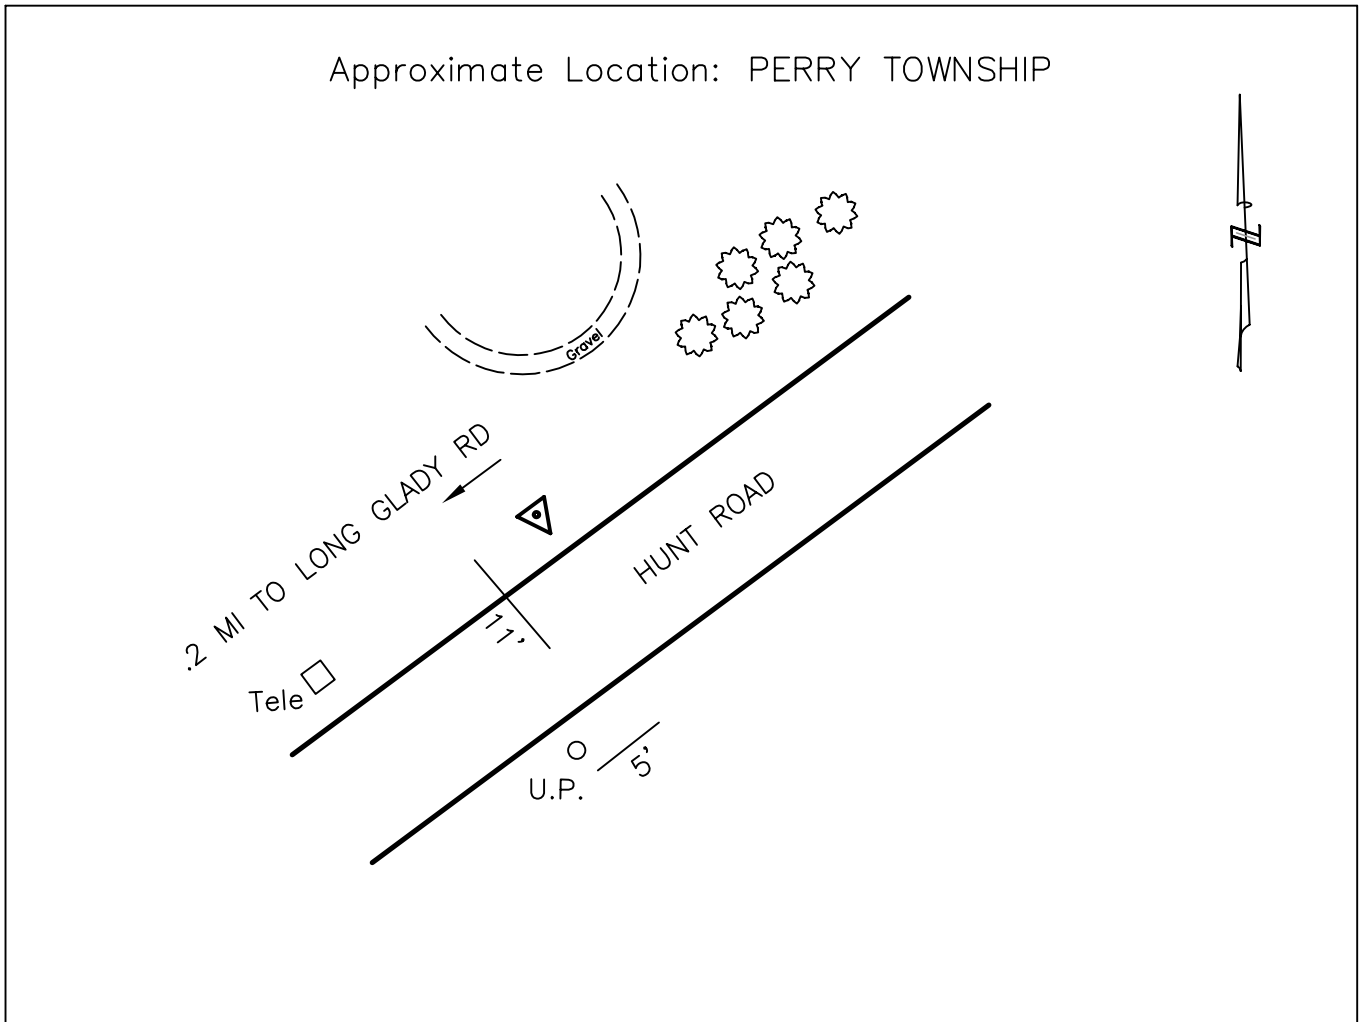 Approximate Location: PERRY TOWNSHIP
N
Gravel
.2 MI TO LONG GLADY RD
HUNT ROAD
11'
Tele
5'
U.P.